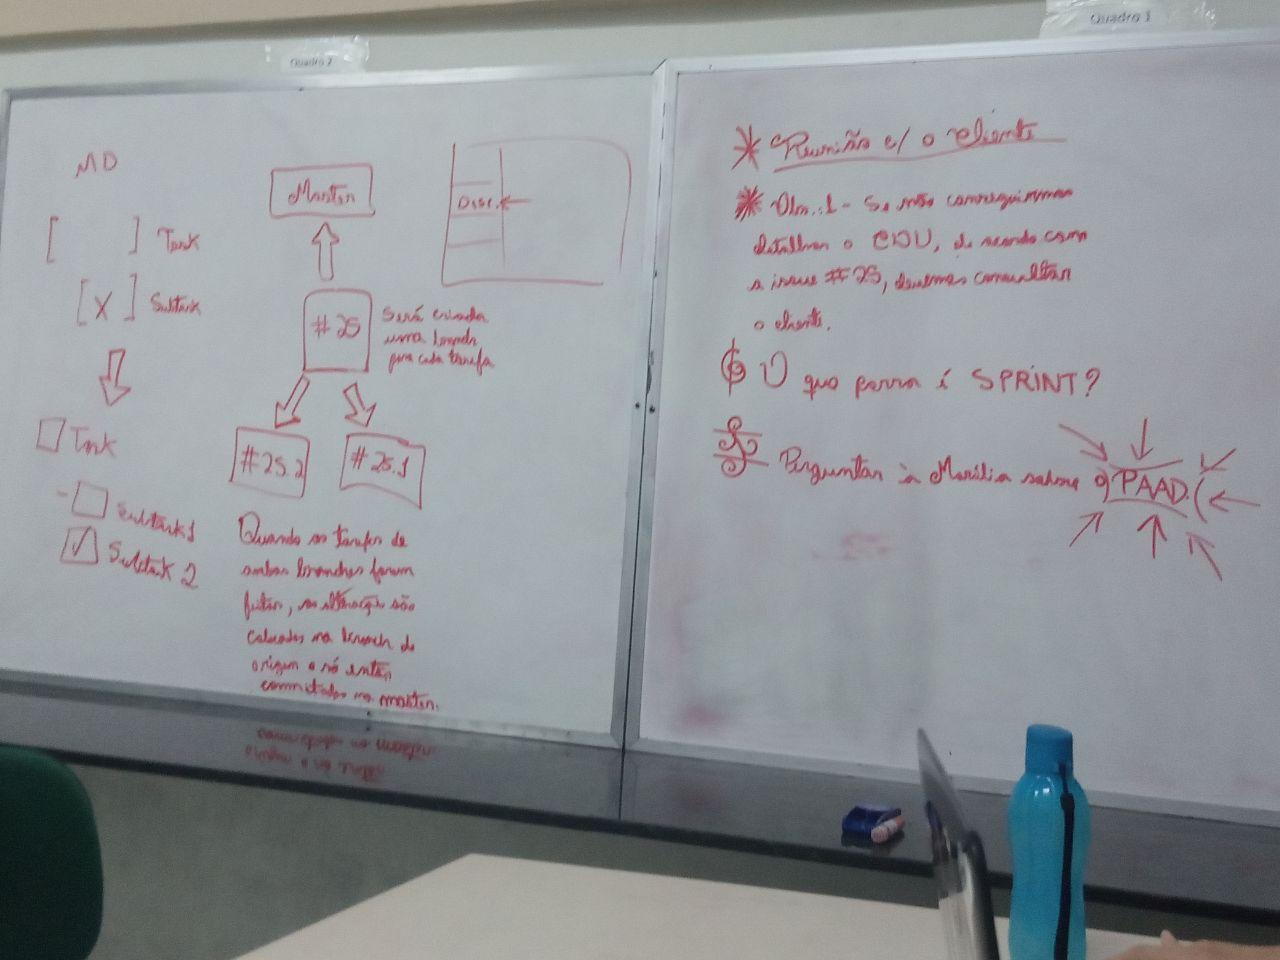 Quadro 2
Quadro 1
MD
[ ] Task
[X] Subtask
Task
Subtask 1
Subtask 2
Master
#25
Será criada
uma branch
para cada tarefa
#25.2
#25.1
Disc.
Quando as tarefas de
ambas branches foram
feitas, as alteração são
colocadas na branch de
origem e só então
commitadas na master.
* Reunião c/ o cliente
* Obs.:1 - Se não conseguirmos
detalhar o CDU, de acordo com
a issue #25, devemos consultar
o cliente.
O que porra é SPRINT?
Perguntar à Marília sobre o PAAD.